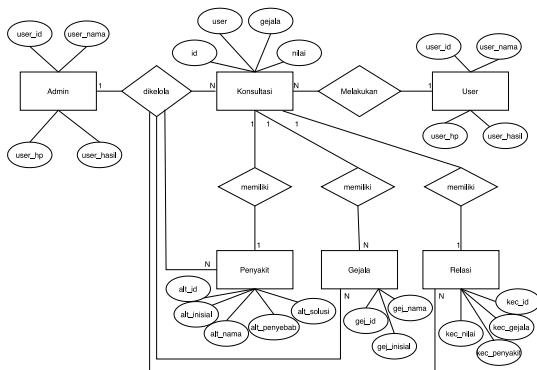 user
gejala
user_id
user_nama
id
nilai
user_id
user_nama
Admin
1
dikelola
N
Konsultasi
N
Melakukan
1
User
user_hp
user_hasil
1
1
1
user_hp
user_hasil
memiliki
memiliki
memiliki
1
N
1
N
Penyakit
Gejala
Relasi
alt_id
N
N
alt_inisial
alt_solusi
gej_nama
kec_id
alt_nama
alt_penyebab
gej_id
kec_nilai
kec_gejala
gej_inisial
kec_penyakit